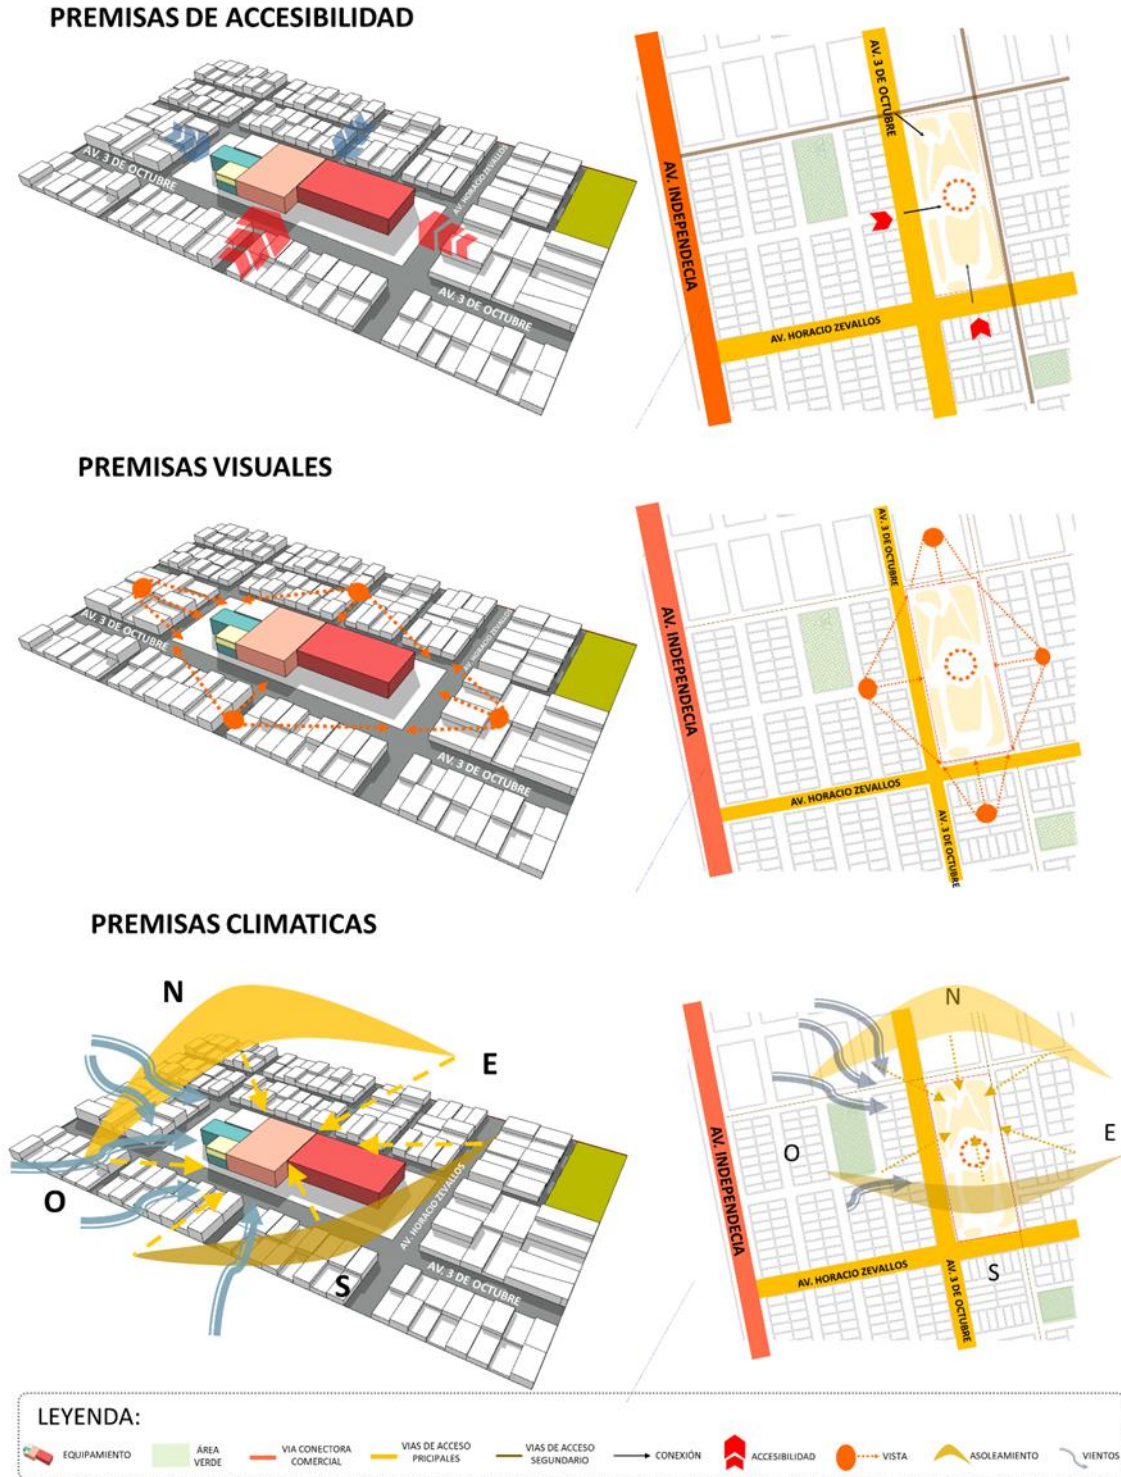 PREMISAS DE ACCESIBILIDAD
AV. 3 DE OCTUBRE
AV. HORACIO ZEVALLOS
AV. 3 DE OCTUBRE
AV. 3 DE OCTUBRE
AV. INDEPENDECIA
AV. HORACIO ZEVALLOS
PREMISAS VISUALES
AV. 3 DE OCTUBRE
AV. HORACIO ZEVALLOS
AV. 3 DE OCTUBRE
AV. 3 DE OCTUBRE
AV. INDEPENDECIA
AV. HORACIO ZEVALLOS
AV. 3 DE OCTUBRE
PREMISAS CLIMATICAS
N
E
O
S
AV. HORACIO ZEVALLOS
AV. 3 DE OCTUBRE
N
E
O
S
AV. INDEPENDECIA
AV. HORACIO ZEVALLOS
AV. 3 DE OCTUBRE
LEYENDA:
EQUIPAMIENTO
ÁREA
VERDE
VIA CONECTORA
COMERCIAL
VIAS DE ACCESO
PRICIPALES
VIAS DE ACCESO
SEGUNDARIO
CONEXIÓN
ACCESIBILIDAD
VISTA
ASOLEAMIENTO
VIENTOS